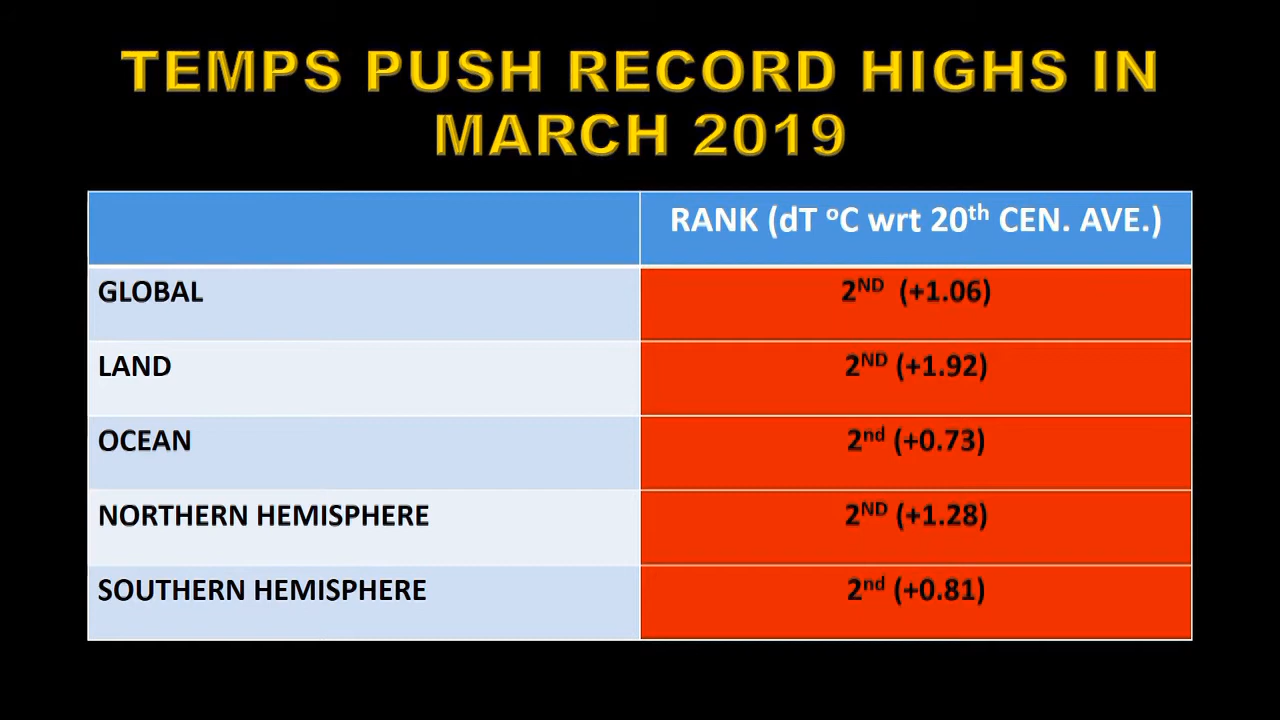 TEMPS PUSH RECORD HIGHS IN
MARCH 2019
RANK (dT ºC wrt 20th CEN. AVE.)
GLOBAL 2ND (+1.06)
LAND 2ND (+1.92)
OCEAN 2nd (+0.73)
NORTHERN HEMISPHERE 2ND (+1.28)
SOUTHERN HEMISPHERE 2nd (+0.81)